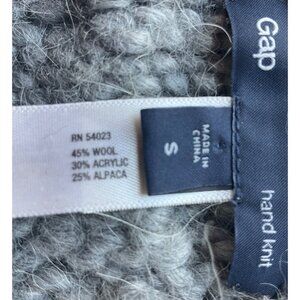 Gap
hand knit
MADE IN
CHINA
S
RN 54023
45% WOOL
30% ACRYLIC
25% ALPACA